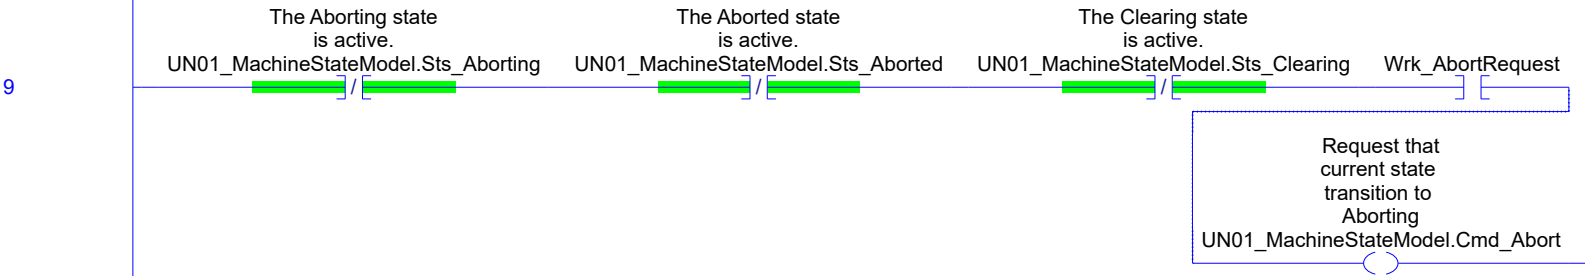 The Aborting state
is active.
UN01_MachineStateModel.Sts_Aborting
The Aborted state
is active.
UN01_MachineStateModel.Sts_Aborted
The Clearing state
is active.
UN01_MachineStateModel.Sts_Clearing
Wrk_AbortRequest
9
/
/
/
Request that
current state
transition to
Aborting
UN01_MachineStateModel.Cmd_Abort